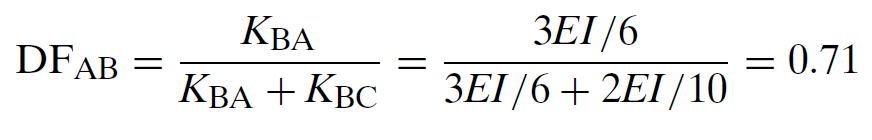 DF_AB = K_BA / (K_BA + K_BC) = (3EI/6) / (3EI/6 + 2EI/10) = 0.71